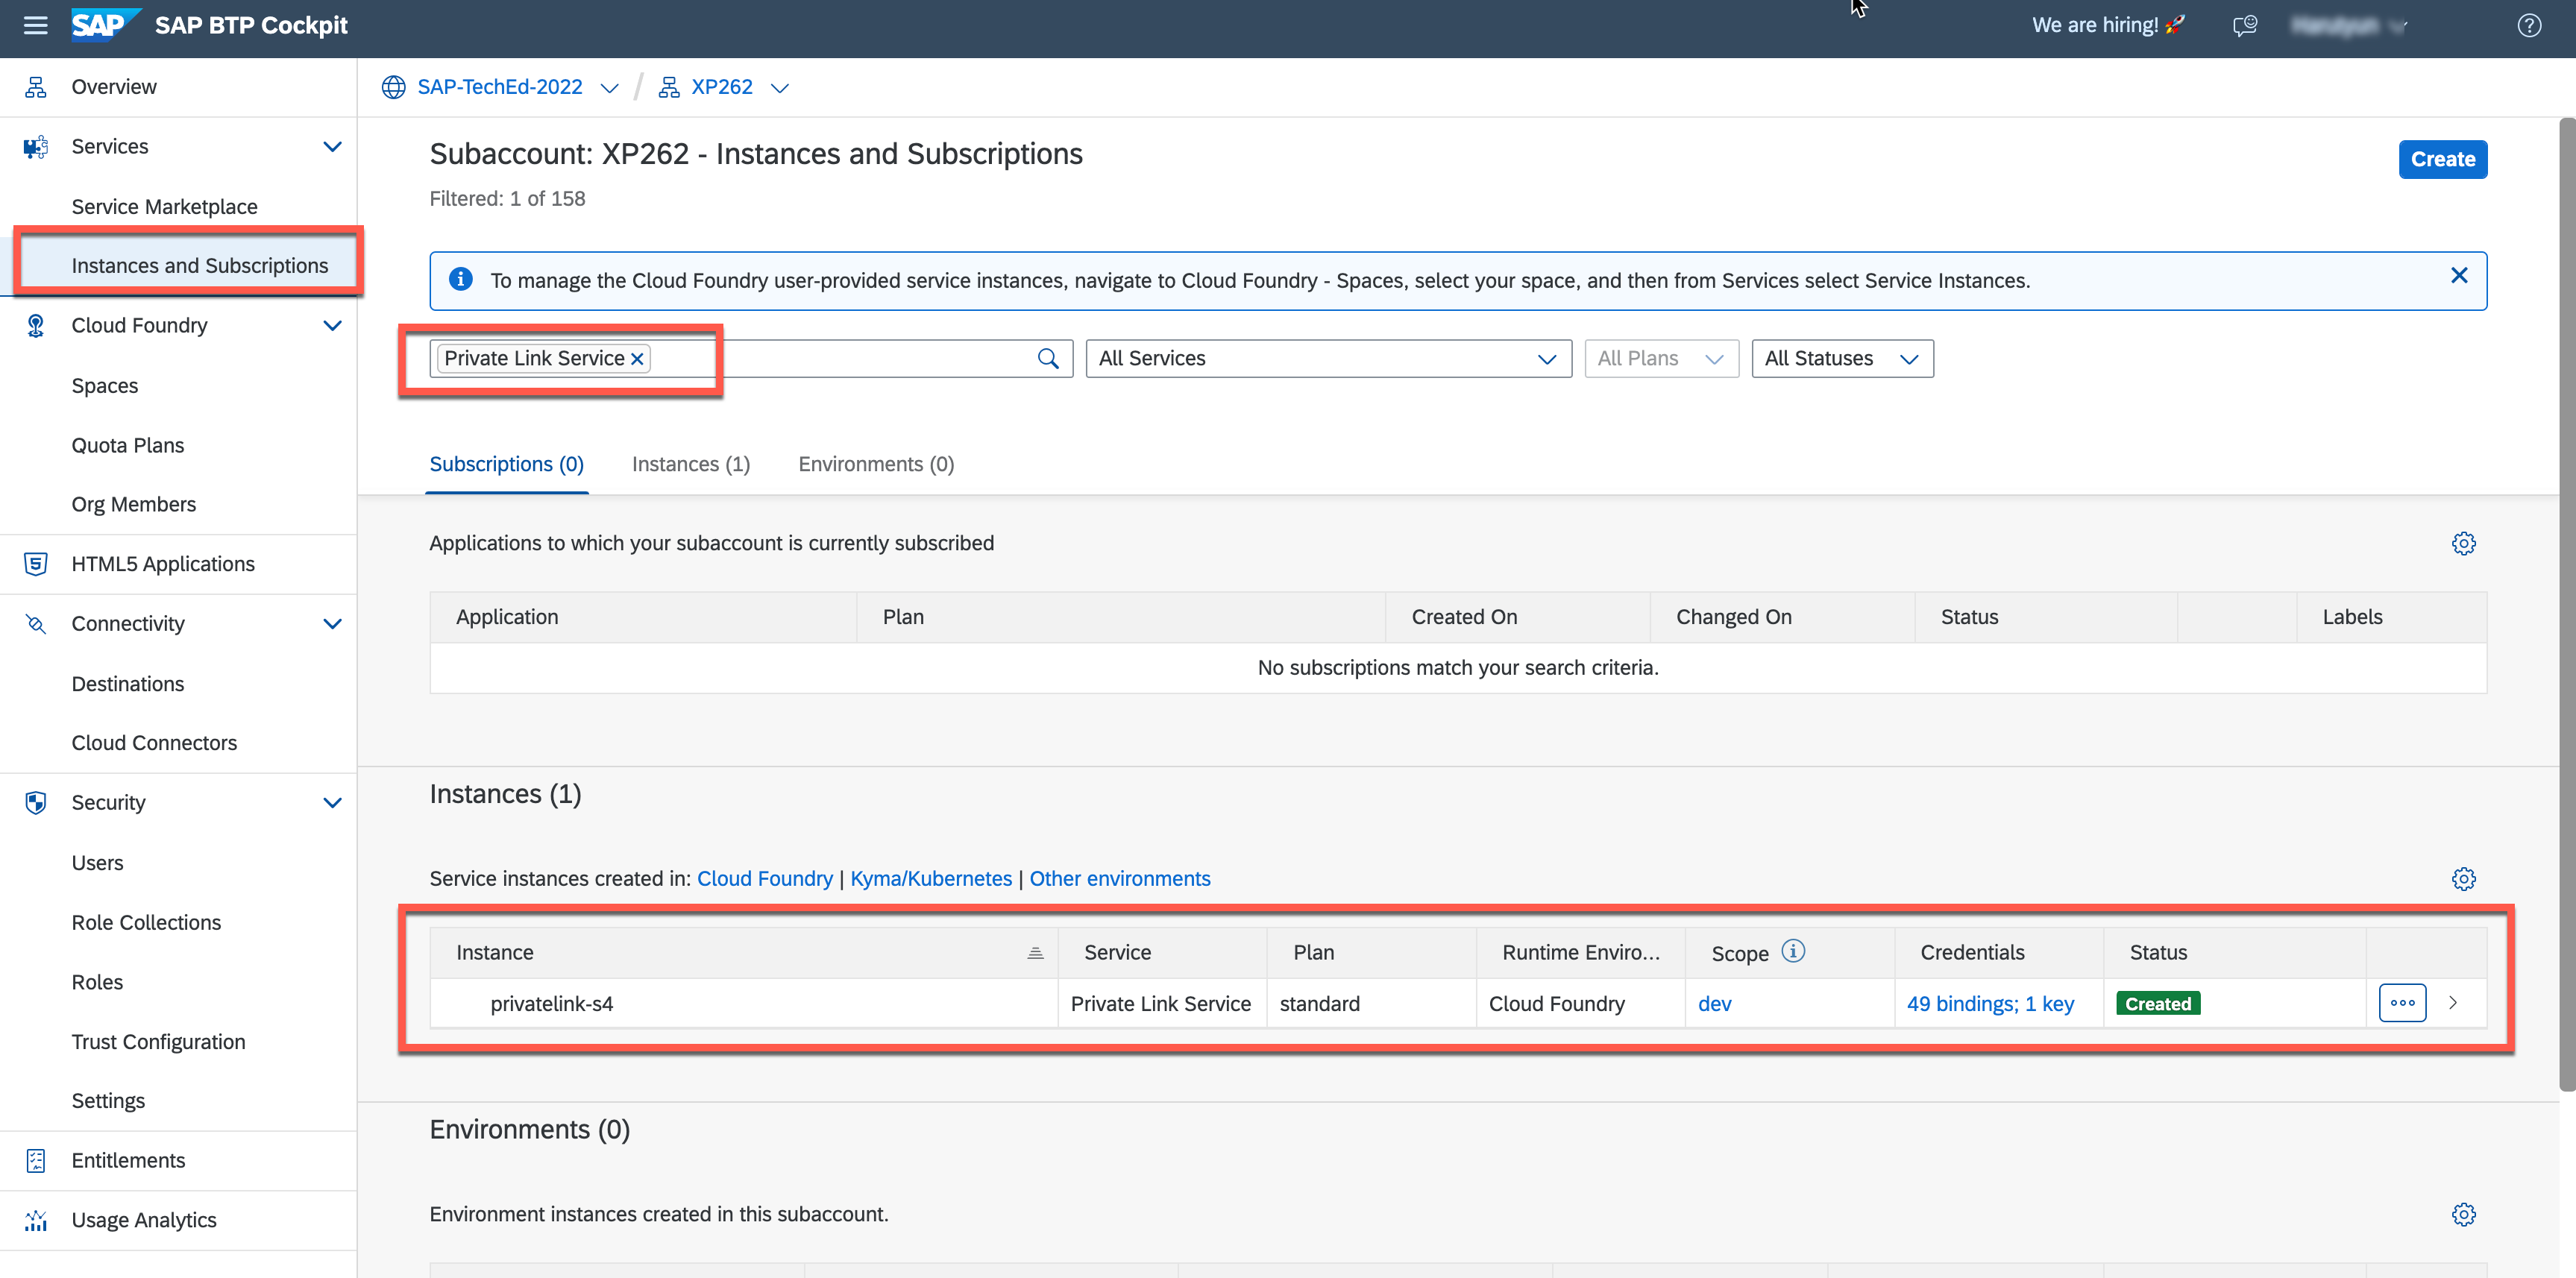 SAP SAP BTP Cockpit
We are hiring! 🚀
Overview
Services
Service Marketplace
Instances and Subscriptions
Cloud Foundry
Spaces
Quota Plans
Org Members
HTML5 Applications
Connectivity
Destinations
Cloud Connectors
Security
Users
Role Collections
Roles
Trust Configuration
Settings
Entitlements
Usage Analytics
SAP-TechEd-2022 / XP262
Subaccount: XP262 - Instances and Subscriptions
Create
Filtered: 1 of 158
To manage the Cloud Foundry user-provided service instances, navigate to Cloud Foundry - Spaces, select your space, and then from Services select Service Instances.
Private Link Service All Services All Plans All Statuses
Subscriptions (0) Instances (1) Environments (0)
Applications to which your subaccount is currently subscribed
Application Plan Created On Changed On Status Labels
No subscriptions match your search criteria.
Instances (1)
Service instances created in: Cloud Foundry | Kyma/Kubernetes | Other environments
Instance Service Plan Runtime Enviro... Scope Credentials Status
privatelink-s4 Private Link Service standard Cloud Foundry dev 49 bindings; 1 key Created
Environments (0)
Environment instances created in this subaccount.